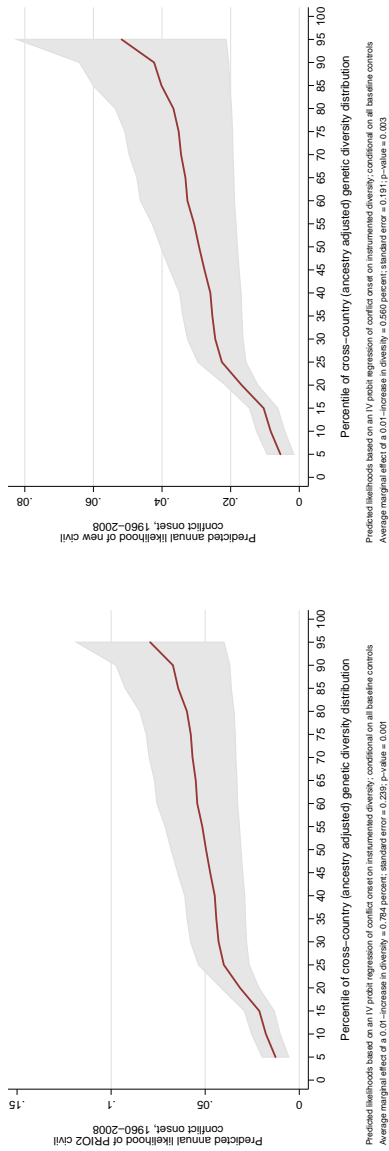 Predicted annual likelihood of PRIO2 civil
conflict onset, 1960–2008
0 .05 .1 .15
0 5 10 15 20 25 30 35 40 45 50 55 60 65 70 75 80 85 90 95 100
Percentile of cross–country (ancestry adjusted) genetic diversity distribution
Predicted likelihoods based on an IV probit regression of conflict onset on instrumented diversity; conditional on all baseline controls
Average marginal effect of a 0.01–increase in diversity = 0.784 percent; standard error = 0.239; p–value = 0.001
Predicted annual likelihood of new civil
conflict onset, 1960–2008
0 .02 .04 .06 .08
0 5 10 15 20 25 30 35 40 45 50 55 60 65 70 75 80 85 90 95 100
Percentile of cross–country (ancestry adjusted) genetic diversity distribution
Predicted likelihoods based on an IV probit regression of conflict onset on instrumented diversity; conditional on all baseline controls
Average marginal effect of a 0.01–increase in diversity = 0.560 percent; standard error = 0.191; p–value = 0.003